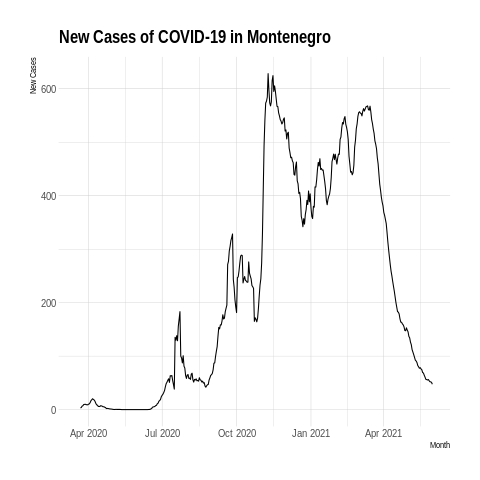 New Cases of COVID-19 in Montenegro
New Cases
600
400
200
0
Apr 2020 Jul 2020 Oct 2020 Jan 2021 Apr 2021
Month